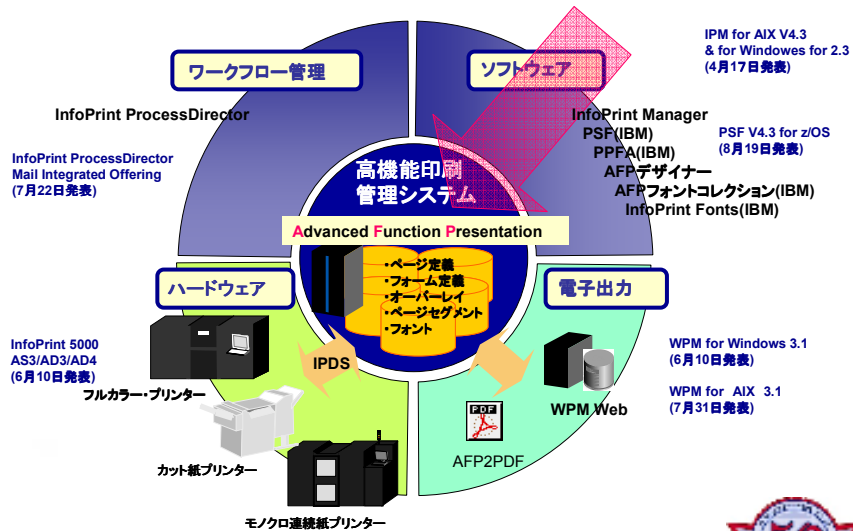 IPM for AIX V4.3
& for Windowes for 2.3
(4月17日発表)
ワークフロー管理
ソフトウェア
InfoPrint ProcessDirector
InfoPrint Manager
PSF(IBM)
PPFA(IBM)
AFPデザイナー
AFPフォントコレクション(IBM)
InfoPrint Fonts(IBM)
PSF V4.3 for z/OS
(8月19日発表)
InfoPrint ProcessDirector
Mail Integrated Offering
(7月22日発表)
高機能印刷
管理システム
Advanced Function Presentation
・ページ定義
・フォーム定義
・オーバーレイ
・ページセグメント
・フォント
ハードウェア
電子出力
InfoPrint 5000
AS3/AD3/AD4
(6月10日発表)
フルカラー・プリンター
IPDS
カット紙プリンター
モノクロ連続紙プリンター
WPM for Windows 3.1
(6月10日発表)
WPM for AIX 3.1
(7月31日発表)
WPM Web
PDF
AFP2PDF